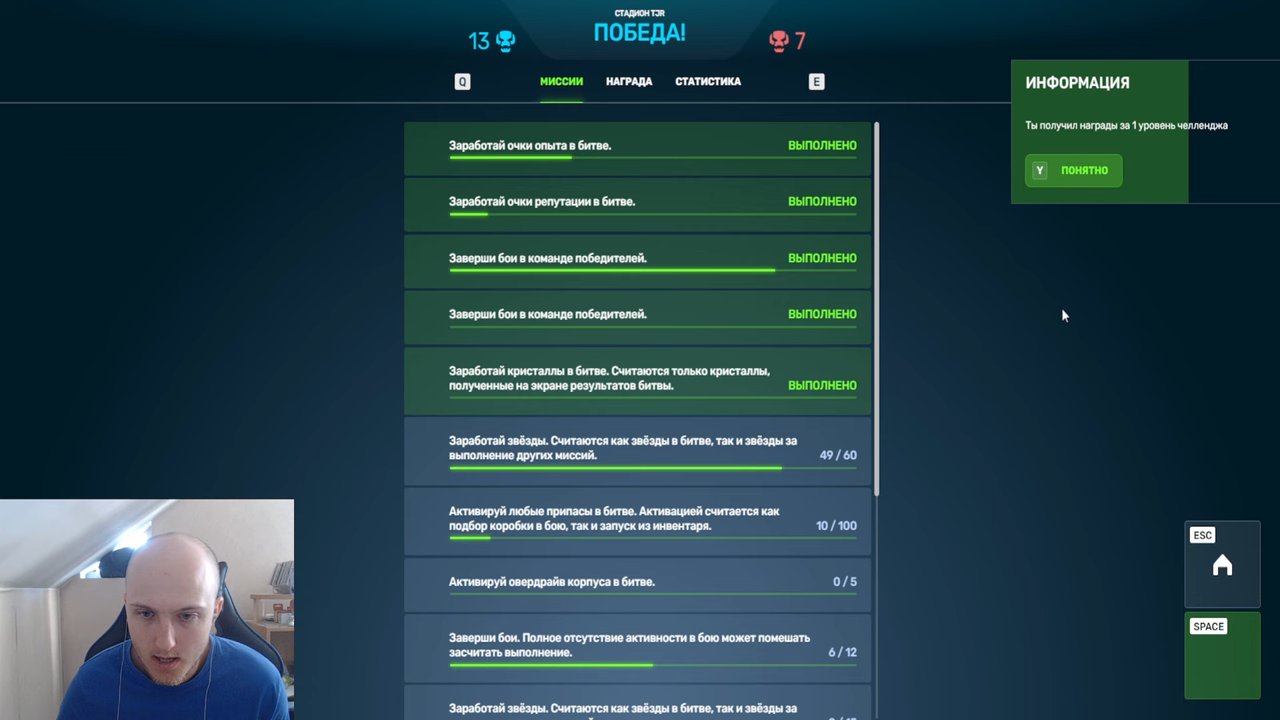 СТАДИОН TJR
13
ПОБЕДА!
7
Q
МИССИИ
НАГРАДА
СТАТИСТИКА
E
ИНФОРМАЦИЯ
Ты получил награды за 1 уровень челленджа
Y
ПОНЯТНО
Заработай очки опыта в битве.
ВЫПОЛНЕНО
Заработай очки репутации в битве.
ВЫПОЛНЕНО
Заверши бои в команде победителей.
ВЫПОЛНЕНО
Заверши бои в команде победителей.
ВЫПОЛНЕНО
Заработай кристаллы в битве. Считаются только кристаллы,
полученные на экране результатов битвы.
ВЫПОЛНЕНО
Заработай звёзды. Считаются как звёзды в битве, так и звёзды за
выполнение других миссий.
49 / 60
Активируй любые припасы в битве. Активацией считается как
подбор коробки в бою, так и запуск из инвентаря.
10 / 100
Активируй овердрайв корпуса в битве.
0 / 5
Заверши бои. Полное отсутствие активности в бою может помешать
засчитать выполнение.
6 / 12
Заработай звёзды. Считаются как звёзды в битве, так и звёзды за
ESC
SPACE